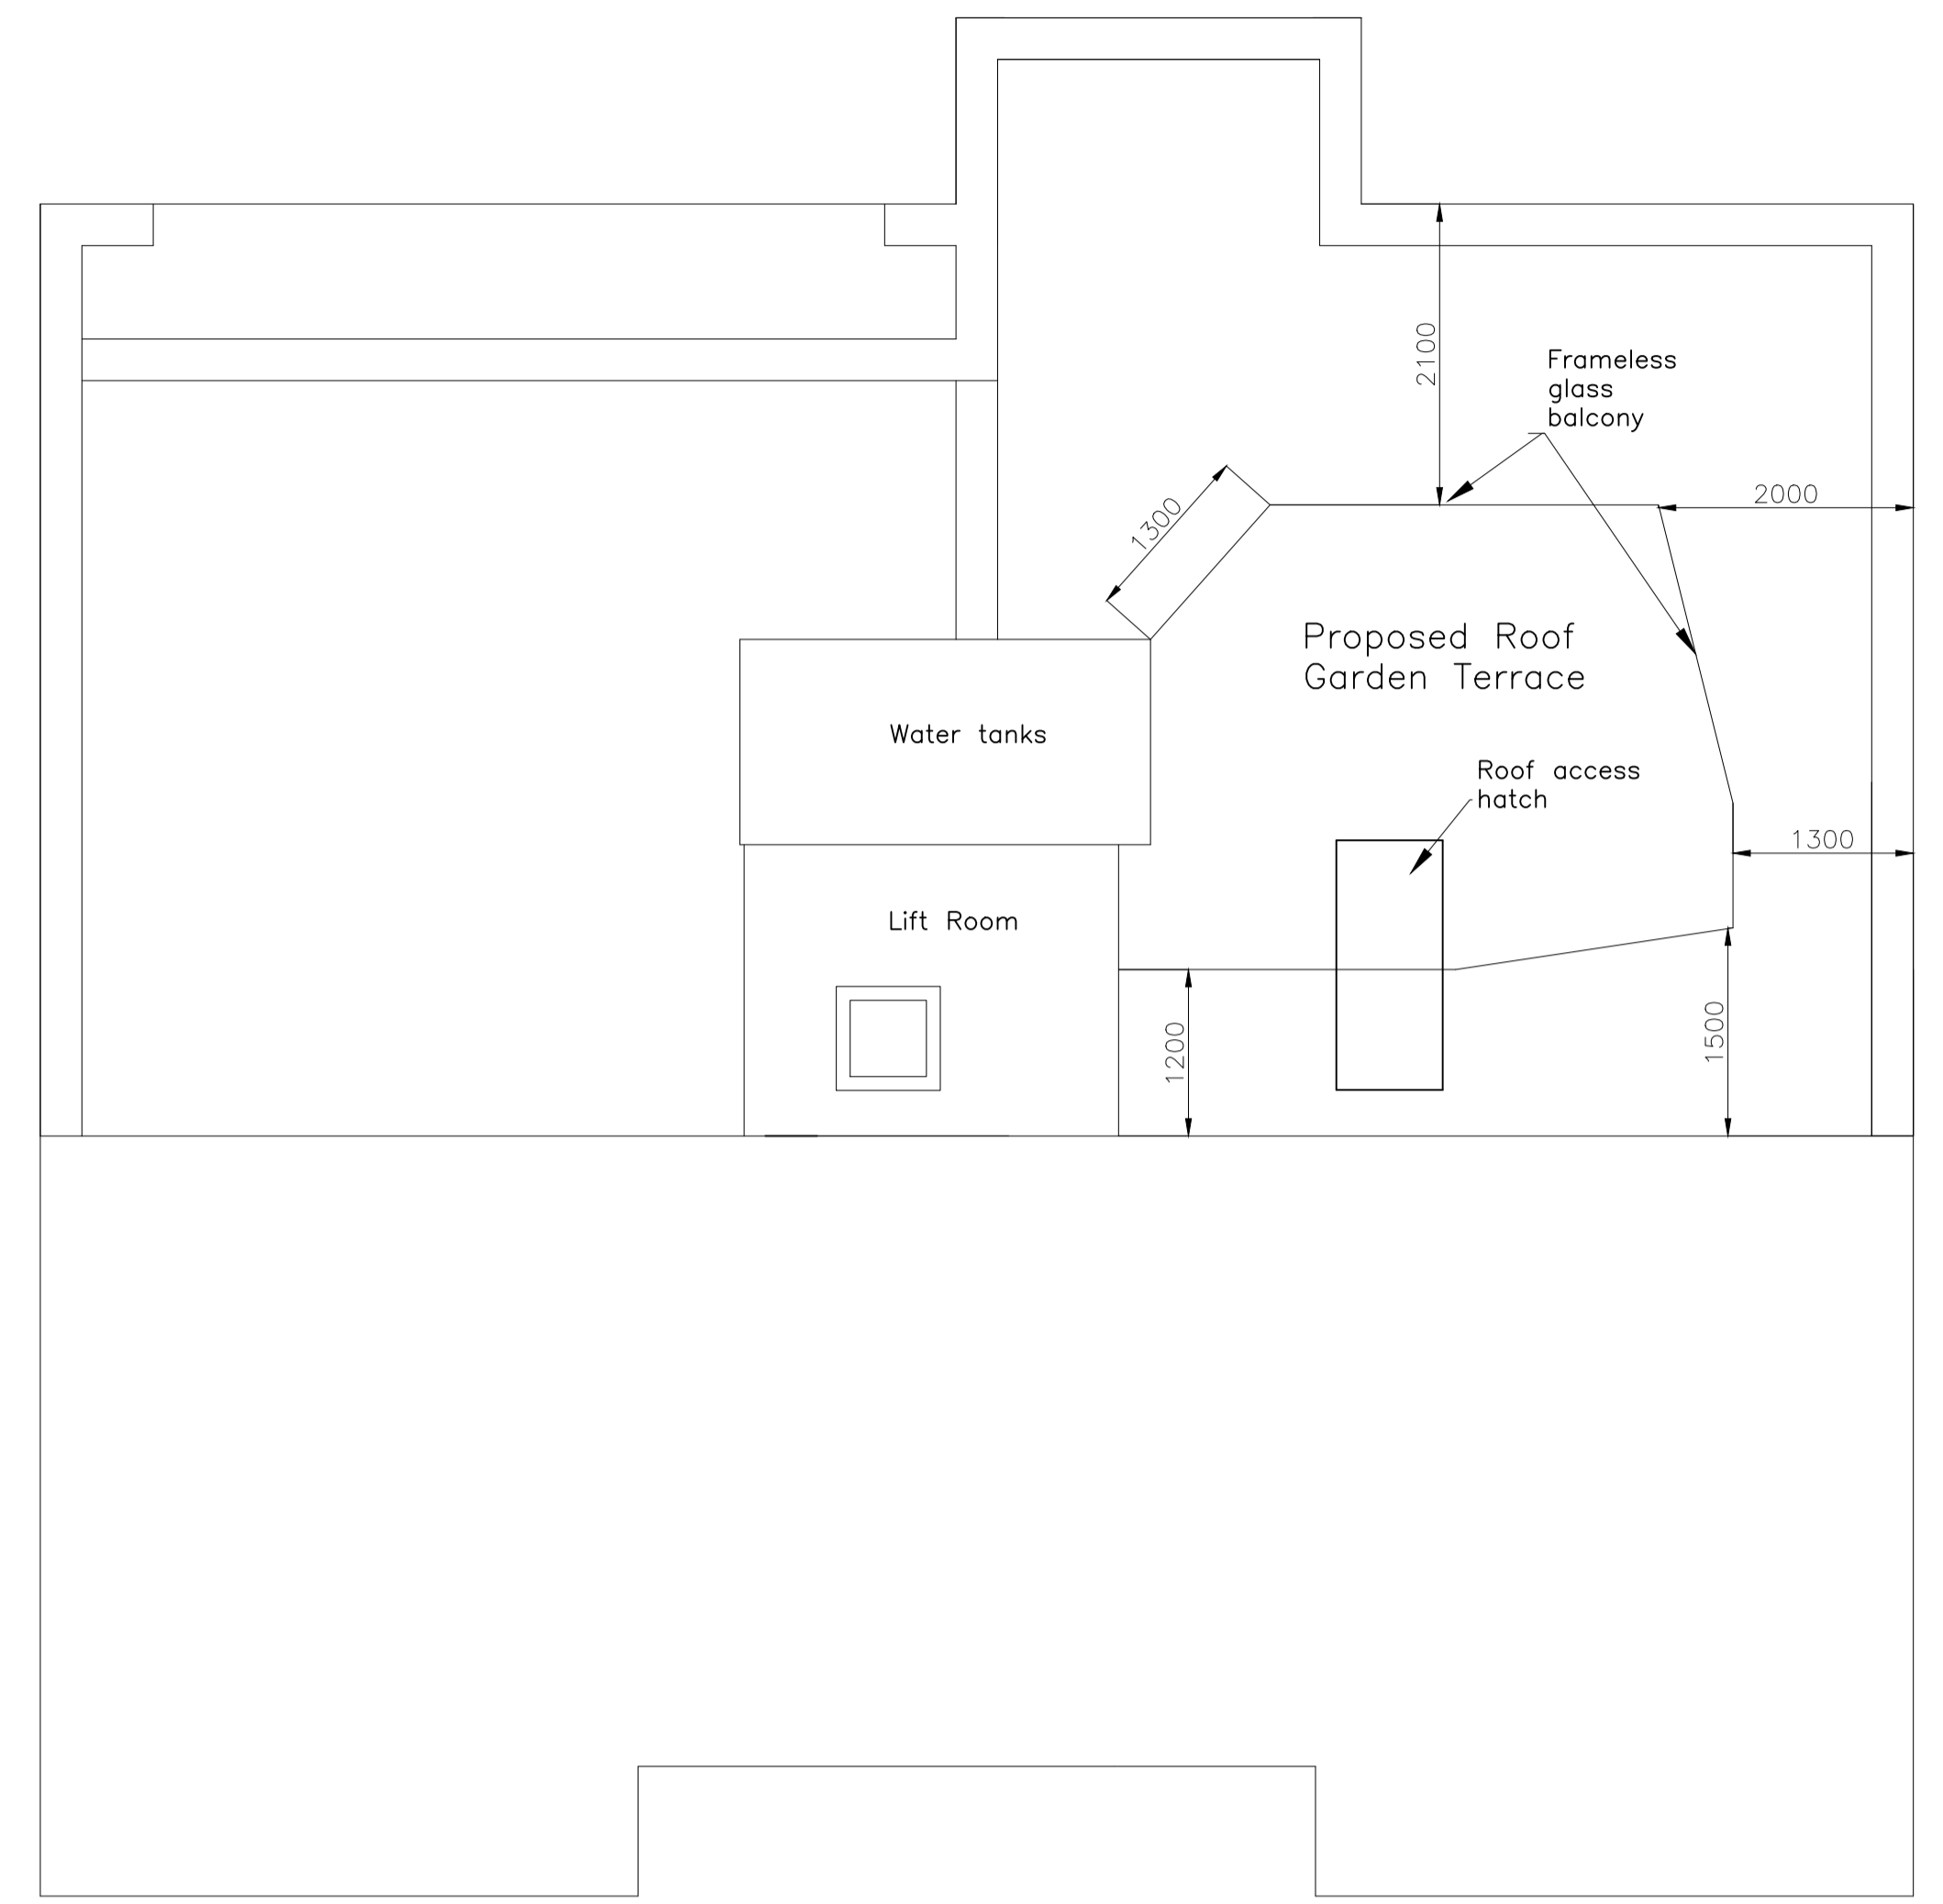 2100
Frameless
glass
balcony
2000
1300
Proposed Roof
Garden Terrace
Water tanks
Roof access
hatch
1300
Lift Room
1200
1500